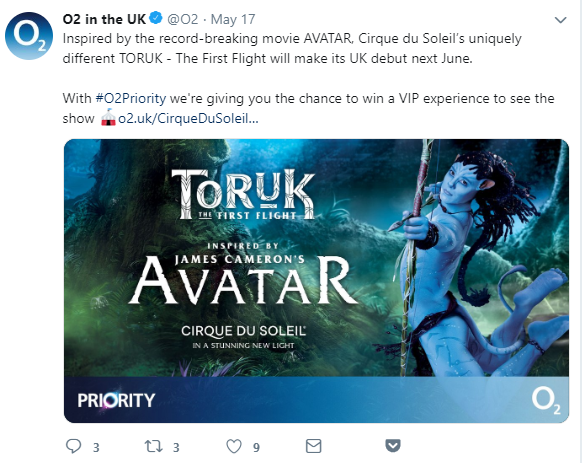 O2 in the UK @O2 · May 17
Inspired by the record-breaking movie AVATAR, Cirque du Soleil's uniquely
different TORUK - The First Flight will make its UK debut next June.
With #O2Priority we're giving you the chance to win a VIP experience to see the
show o2.uk/CirqueDuSoleil...
O2
TORUK
THE FIRST FLIGHT
INSPIRED BY
JAMES CAMERON'S
AVATAR
CIRQUE DU SOLEIL
IN A STUNNING NEW LIGHT
PRIORITY
O2
3 3 9